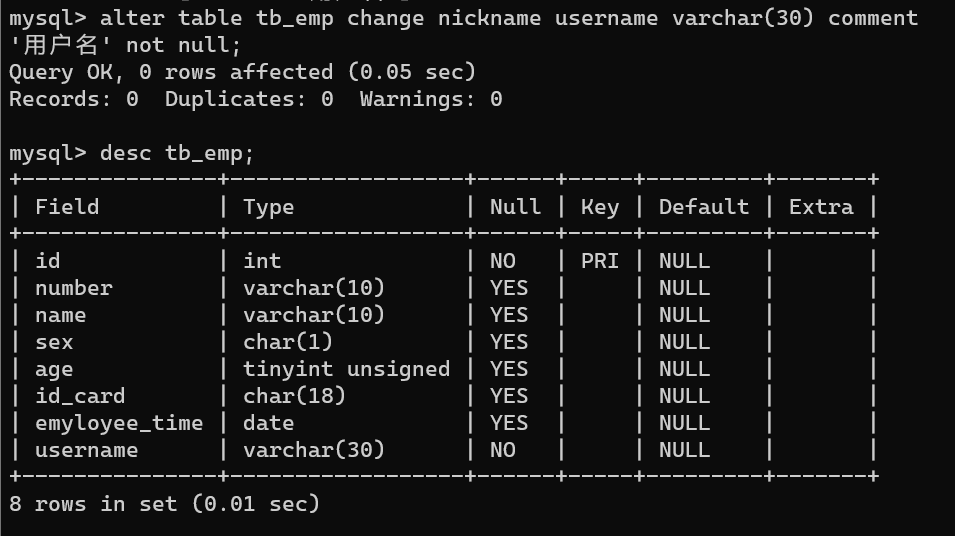 mysql> alter table tb_emp change nickname username varchar(30) comment
'用户名' not null;
Query OK, 0 rows affected (0.05 sec)
Records: 0  Duplicates: 0  Warnings: 0

mysql> desc tb_emp;
+---------------+------------------+------+-----+---------+-------+
| Field         | Type             | Null | Key | Default | Extra |
+---------------+------------------+------+-----+---------+-------+
| id            | int              | NO   | PRI | NULL    |       |
| number        | varchar(10)      | YES  |     | NULL    |       |
| name          | varchar(10)      | YES  |     | NULL    |       |
| sex           | char(1)          | YES  |     | NULL    |       |
| age           | tinyint unsigned | YES  |     | NULL    |       |
| id_card       | char(18)         | YES  |     | NULL    |       |
| emyloyee_time | date             | YES  |     | NULL    |       |
| username      | varchar(30)      | NO   |     | NULL    |       |
+---------------+------------------+------+-----+---------+-------+
8 rows in set (0.01 sec)